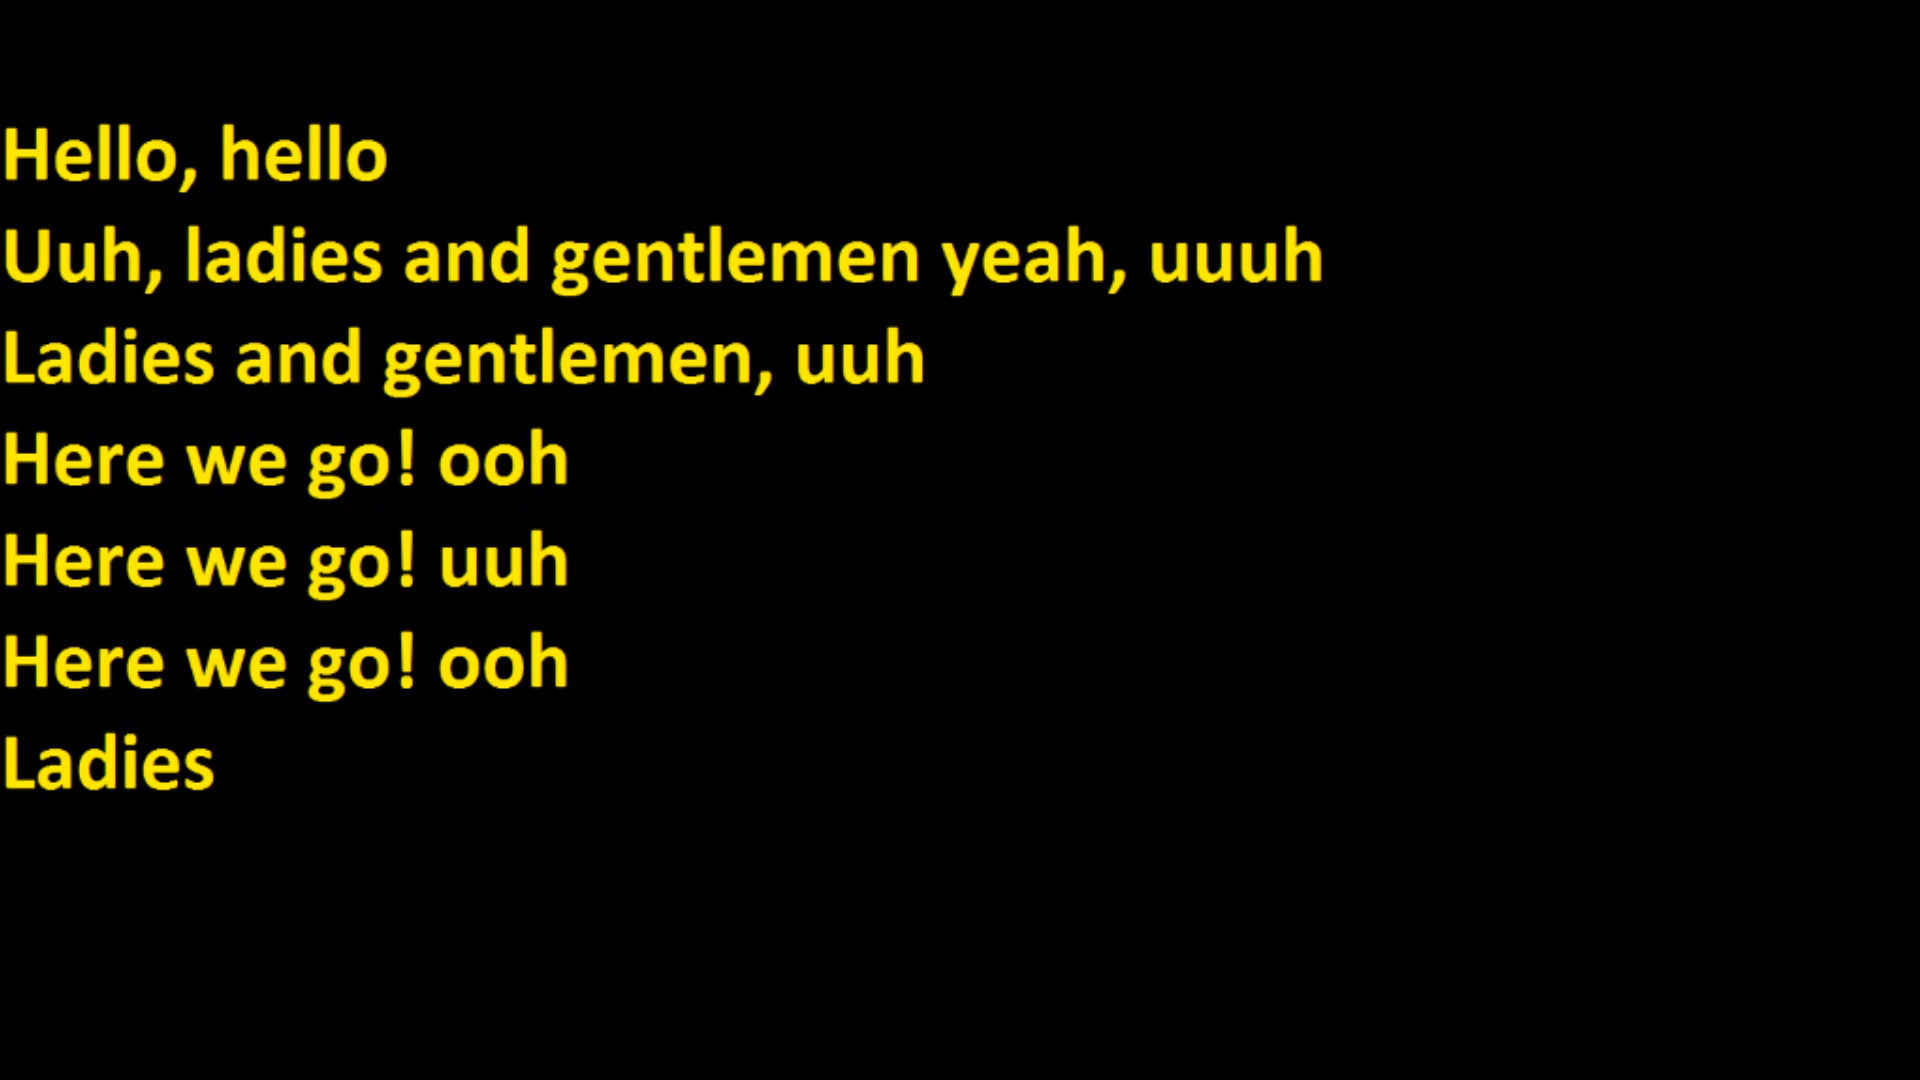 Hello, hello
Uuh, ladies and gentlemen yeah, uuuh
Ladies and gentlemen, uuh
Here we go! ooh
Here we go! uuh
Here we go! ooh
Ladies